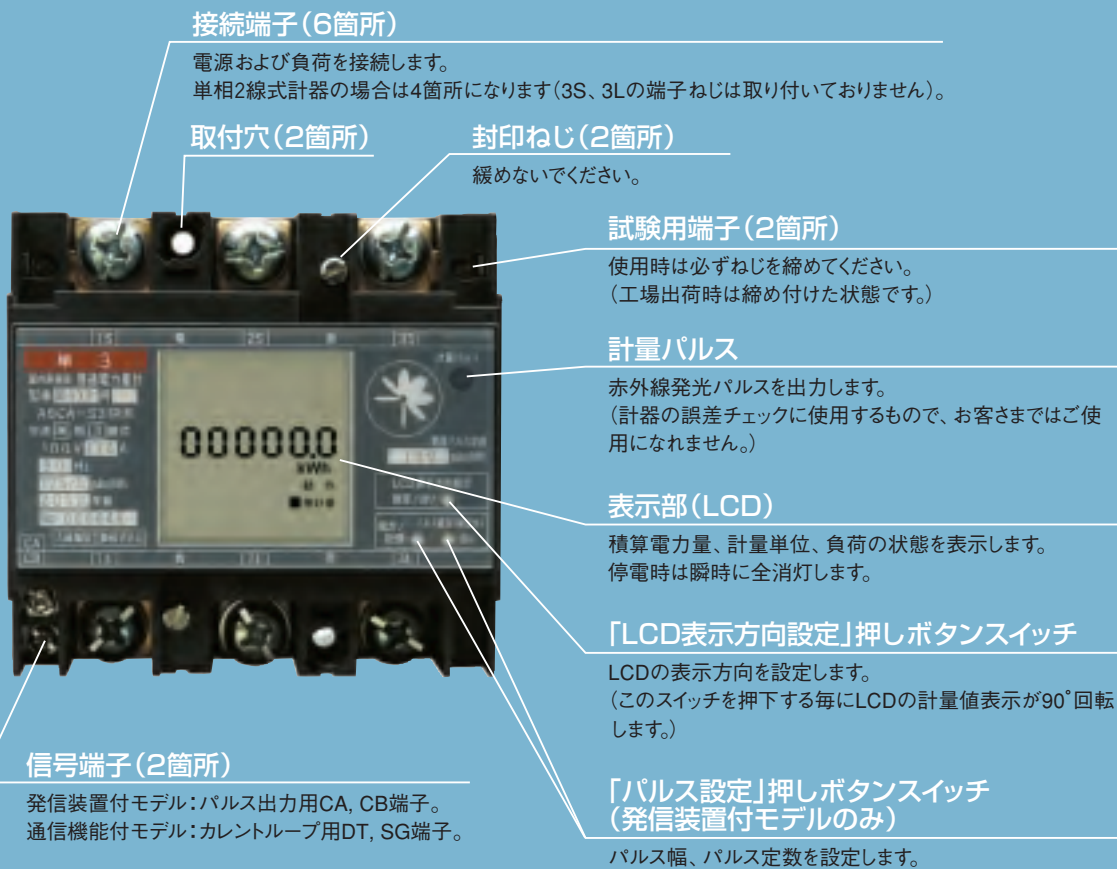 接続端子（6箇所）
電源および負荷を接続します。
単相2線式計器の場合は4箇所になります（3S、3Lの端子ねじは取り付いておりません）。
取付穴（2箇所）
封印ねじ（2箇所）
緩めないでください。
試験用端子（2箇所）
使用時は必ずねじを締めてください。
（工場出荷時は締め付けた状態です。）
計量パルス
赤外線発光パルスを出力します。
（計器の誤差チェックに使用するもので、お客さまではご使
用になれません。）
表示部（LCD）
積算電力量、計量単位、負荷の状態を表示します。
停電時は瞬時に全消灯します。
「LCD表示方向設定」押しボタンスイッチ
LCDの表示方向を設定します。
（このスイッチを押下する毎にLCDの計量値表示が90°回転
します。）
「パルス設定」押しボタンスイッチ
（発信装置付モデルのみ）
パルス幅、パルス定数を設定します。
信号端子（2箇所）
発信装置付モデル：パルス出力用CA, CB端子。
通信機能付モデル：カレントループ用DT, SG端子。
1S 2S 3S
単 3
00000.0
kWh
CA